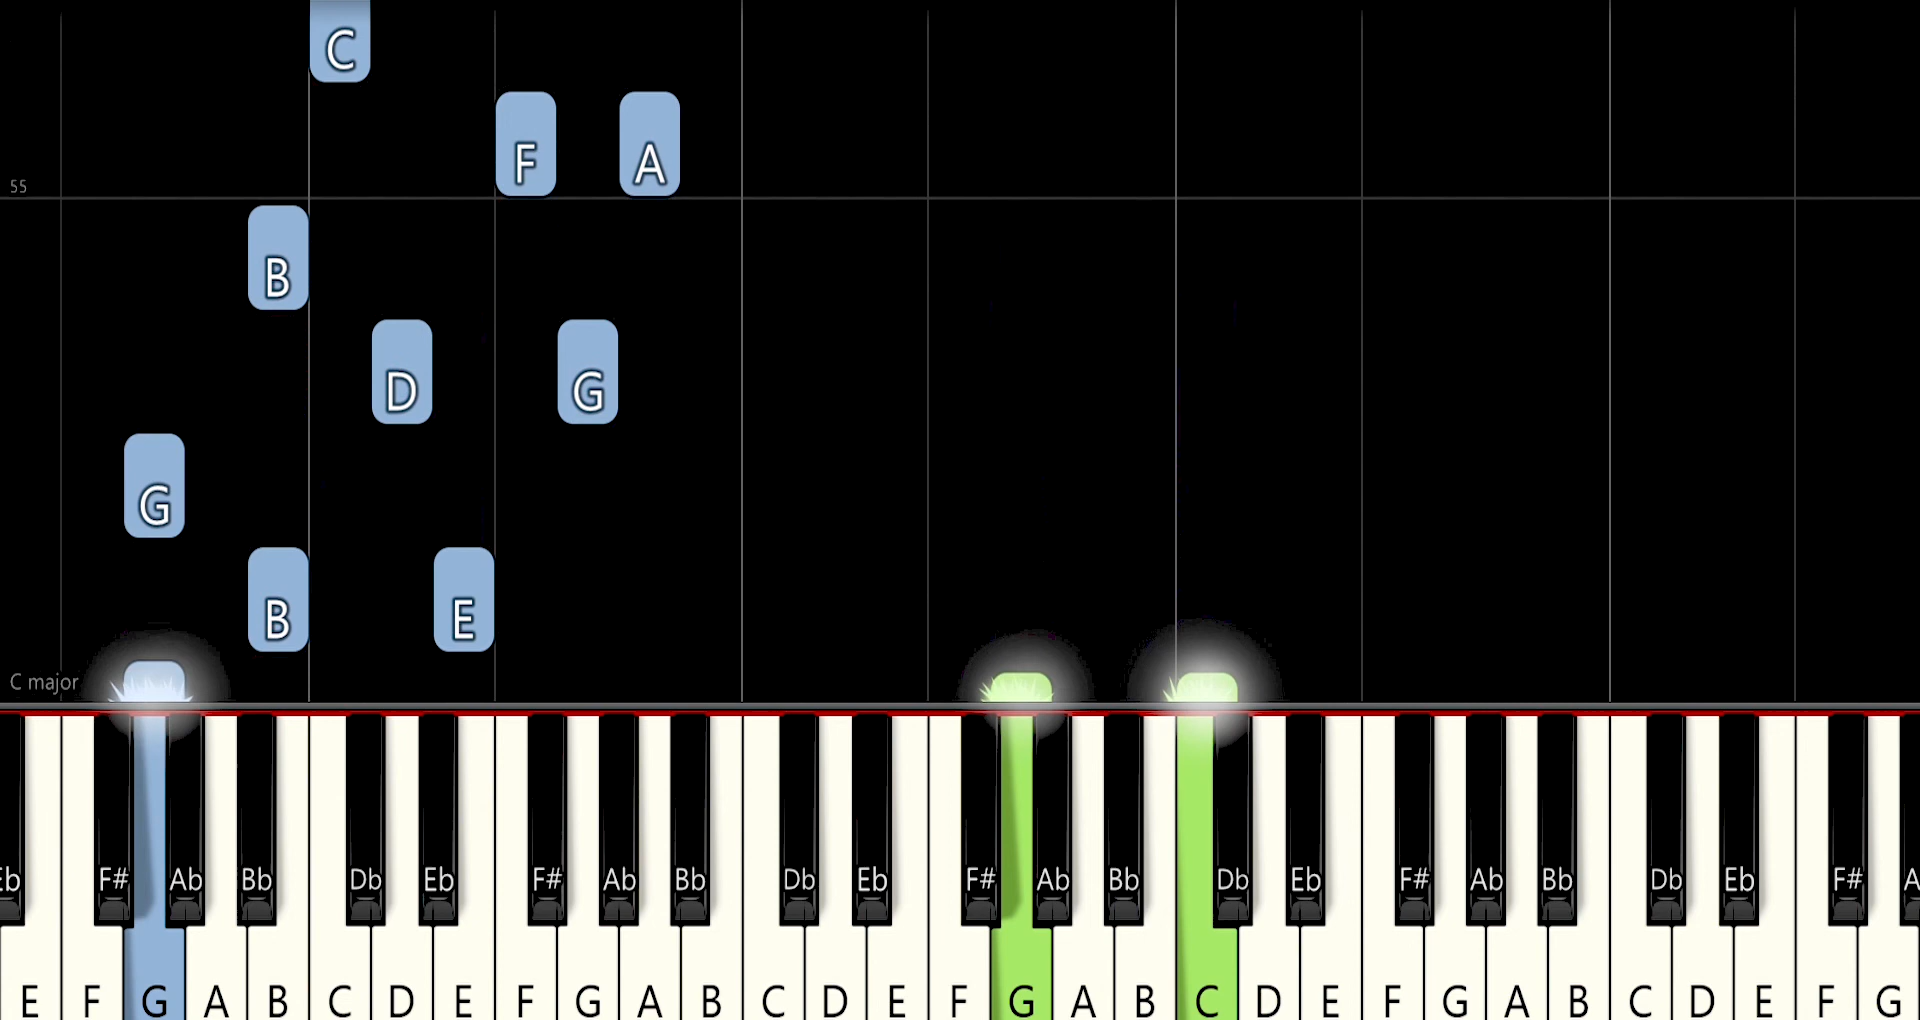 C
F A
55
B
D G
G
B E
C major
Eb F# Ab Bb Db Eb F# Ab Bb Db Eb F# Ab Bb Db Eb F# Ab Bb Db Eb F# A
E F G A B C D E F G A B C D E F G A B C D E F G A B C D E F G